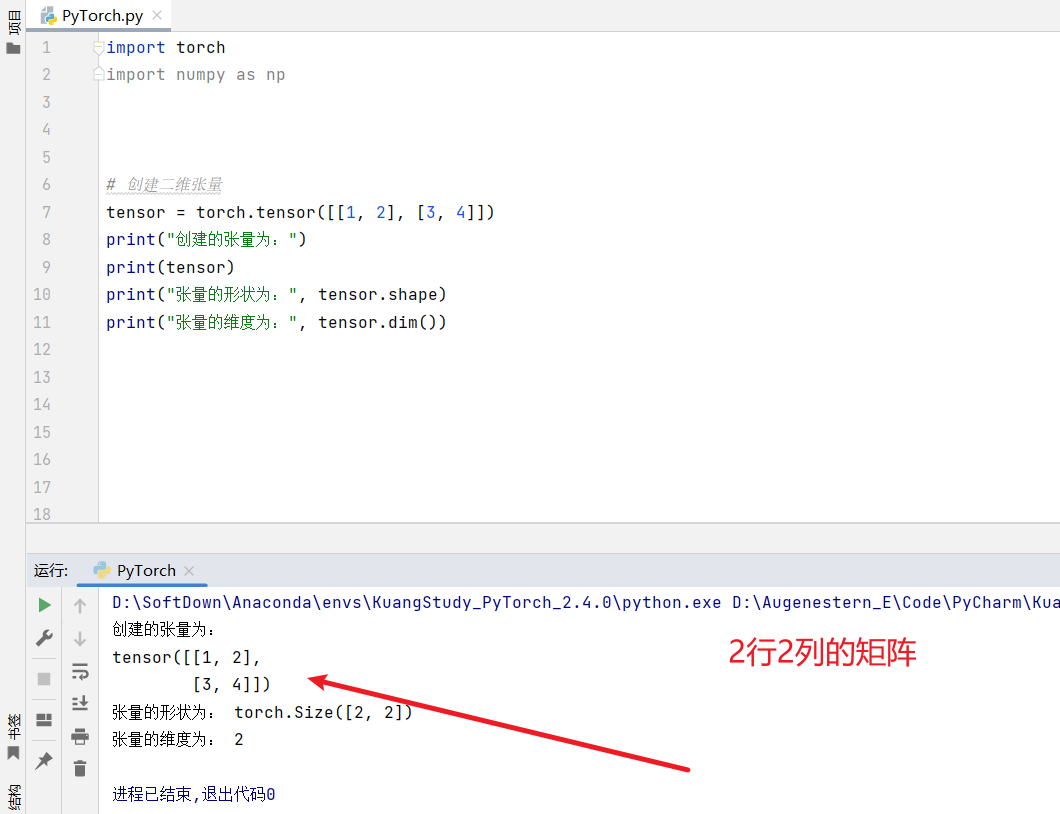 项目
PyTorch.py
1 import torch
2 import numpy as np
3
4
5
6 # 创建二维张量
7 tensor = torch.tensor([[1, 2], [3, 4]])
8 print("创建的张量为：")
9 print(tensor)
10 print("张量的形状为：", tensor.shape)
11 print("张量的维度为：", tensor.dim())
12
13
14
15
16
17
18
运行: PyTorch
D:\SoftDown\Anaconda\envs\KuangStudy_PyTorch_2.4.0\python.exe D:\Augenestern_E\Code\PyCharm\Kua
创建的张量为：
tensor([[1, 2],
[3, 4]])
张量的形状为： torch.Size([2, 2])
张量的维度为： 2
进程已结束,退出代码0
2行2列的矩阵
书签
结构